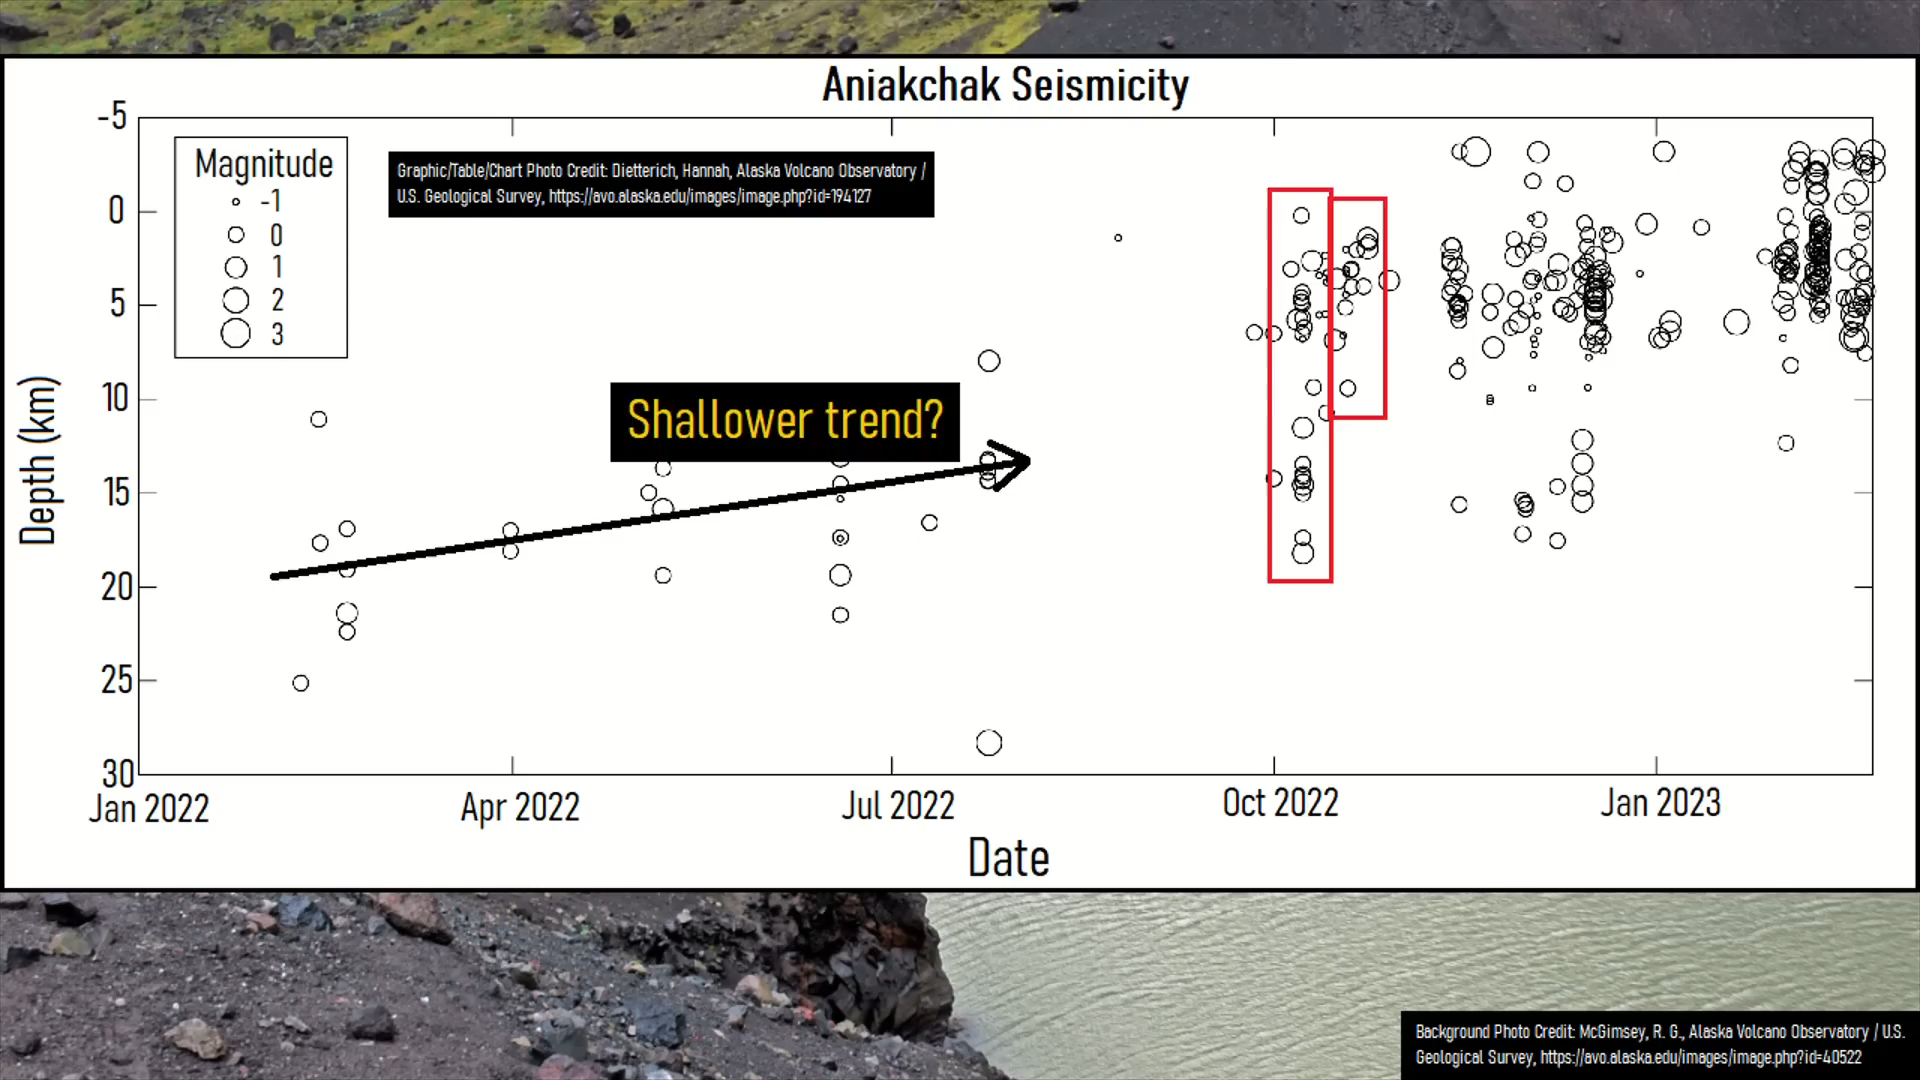 Aniakchak Seismicity
-5
0
5
10
15
20
25
30
Depth (km)
Magnitude
-1
0
1
2
3
Graphic/Table/Chart Photo Credit: Dietterich, Hannah, Alaska Volcano Observatory /
U.S. Geological Survey, https://avo.alaska.edu/images/image.php?id=194127
Shallower trend?
Jan 2022
Apr 2022
Jul 2022
Oct 2022
Jan 2023
Date
Background Photo Credit: McGimsey, R. G., Alaska Volcano Observatory / U.S.
Geological Survey, https://avo.alaska.edu/images/image.php?id=40522